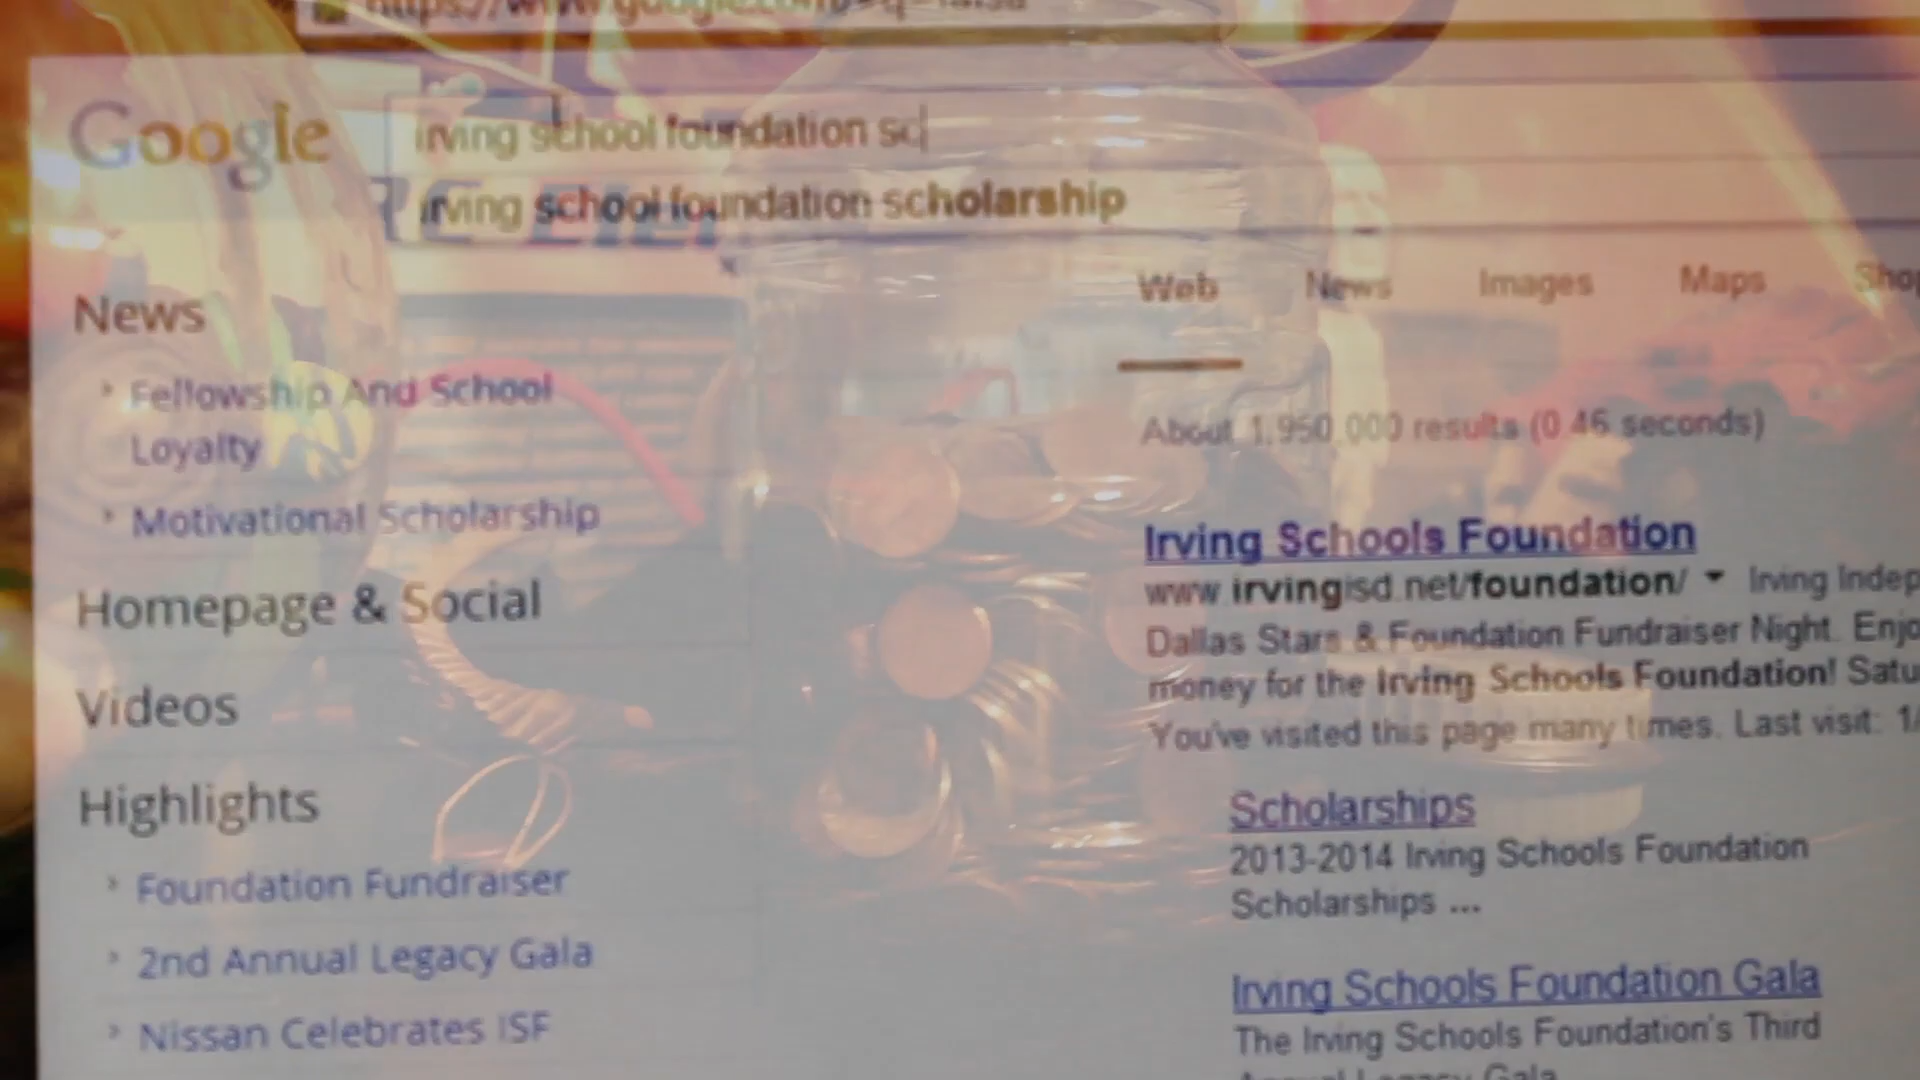 Google
irving school foundation sc
irving school foundation scholarship
Web News Images Maps
About 1,950,000 results (0.46 seconds)
News
Fellowship And School
Loyalty
Motivational Scholarship
Homepage & Social
Videos
Highlights
Foundation Fundraiser
2nd Annual Legacy Gala
Nissan Celebrates ISF
Irving Schools Foundation
www.irvingisd.net/foundation/ Irving
Dallas Stars & Foundation Fundraiser Night.
money for the Irving Schools Foundation!
You've visited this page many times. Last visit:
Scholarships
2013-2014 Irving Schools Foundation
Scholarships ...
Irving Schools Foundation Gala
The Irving Schools Foundation's Third